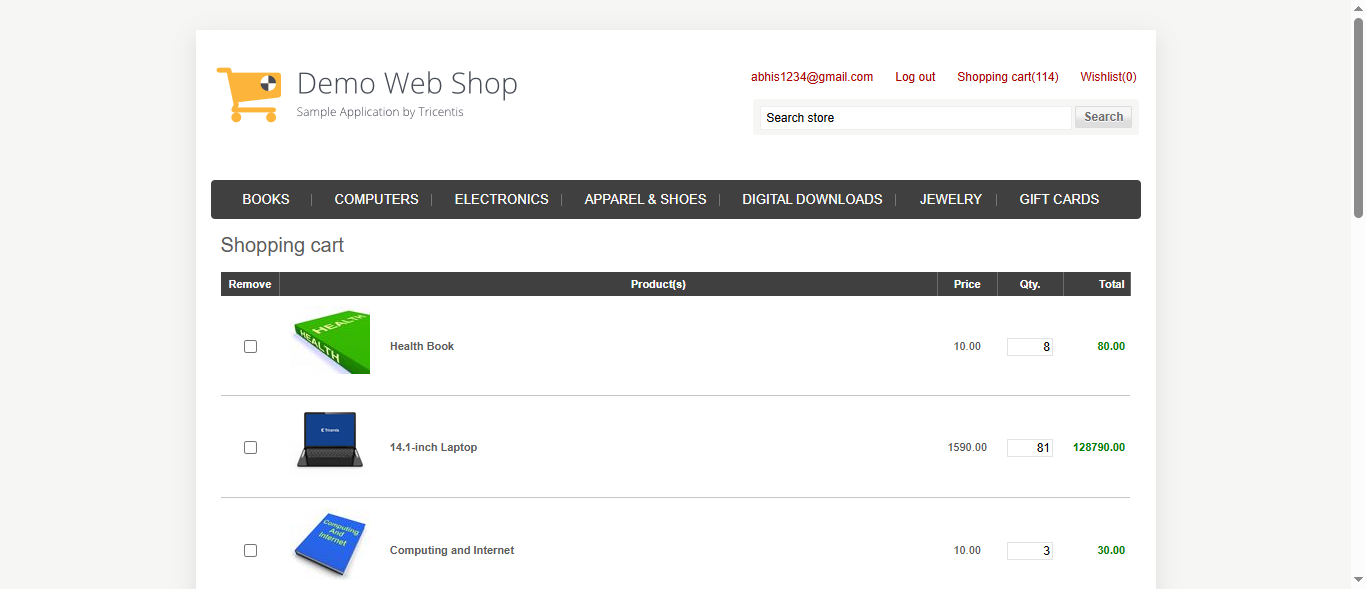 Demo Web Shop
Sample Application by Tricentis
abhis1234@gmail.com Log out Shopping cart(114) Wishlist(0)
Search store Search
BOOKS COMPUTERS ELECTRONICS APPAREL & SHOES DIGITAL DOWNLOADS JEWELRY GIFT CARDS
Shopping cart
Remove Product(s) Price Qty. Total
HEALTH
HEALTH
Health Book 10.00 8 80.00
Tricentis
14.1-inch Laptop 1590.00 81 128790.00
Computing
And
Internet
Computing and Internet 10.00 3 30.00